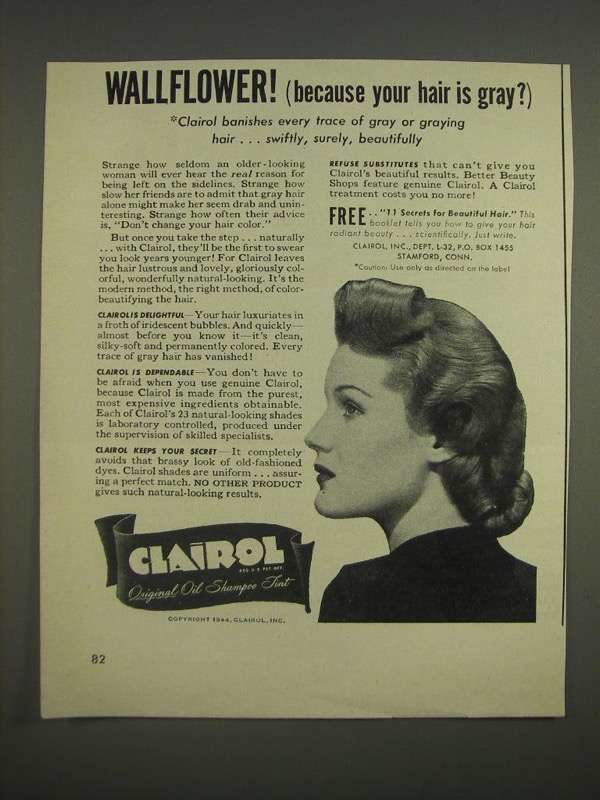 WALLFLOWER! (because your hair is gray?)
*Clairol banishes every trace of gray or graying
hair . . . swiftly, surely, beautifully
Strange how seldom an older-looking
woman will ever hear the real reason for
being left on the sidelines. Strange how
slow her friends are to admit that gray hair
alone might make her seem drab and unin-
teresting. Strange how often their advice
is, "Don't change your hair color."
But once you take the step . . . naturally
. . . with Clairol, they'll be the first to swear
you look years younger! For Clairol leaves
the hair lustrous and lovely, gloriously col-
orful, wonderfully natural-looking. It's the
modern method, the right method, of color-
beautifying the hair.
CLAIROL IS DELIGHTFUL—Your hair luxuriates in
a froth of iridescent bubbles. And quickly—
almost before you know it—it's clean,
silky-soft and permanently colored. Every
trace of gray hair has vanished!
CLAIROL IS DEPENDABLE—You don't have to
be afraid when you use genuine Clairol,
because Clairol is made from the purest,
most expensive ingredients obtainable.
Each of Clairol's 23 natural-looking shades
is laboratory controlled, produced under
the supervision of skilled specialists.
CLAIROL KEEPS YOUR SECRET—It completely
avoids that brassy look of old-fashioned
dyes. Clairol shades are uniform . . . assur-
ing a perfect match. NO OTHER PRODUCT
gives such natural-looking results.
REFUSE SUBSTITUTES that can't give you
Clairol's beautiful results. Better Beauty
Shops feature genuine Clairol. A Clairol
treatment costs you no more!
FREE . . "11 Secrets for Beautiful Hair." This
booklet tells you how to give your hair
radiant beauty . . . scientifically. Just write.
CLAIROL, INC., DEPT. L-32, P.O. BOX 1455
STAMFORD, CONN.
*Caution: Use only as directed on the label
CLAIROL
REG. U. S. PAT. OFF.
Original Oil Shampoo Tint
COPYRIGHT 1944, CLAIROL, INC.
82